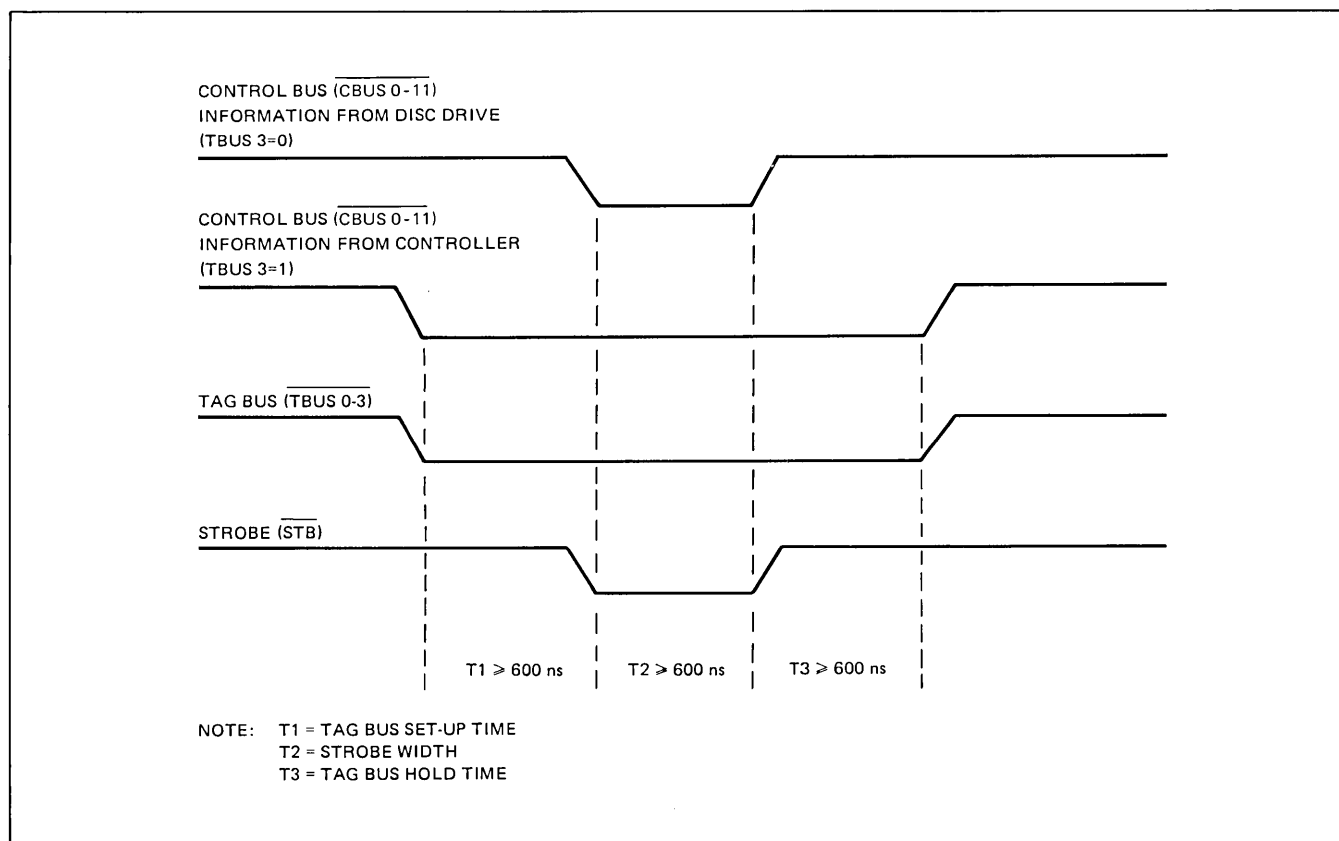 CONTROL BUS (CBUS 0-11)
INFORMATION FROM DISC DRIVE
(TBUS 3=0)
CONTROL BUS (CBUS 0-11)
INFORMATION FROM CONTROLLER
(TBUS 3=1)
TAG BUS (TBUS 0-3)
STROBE (STB)
T1 ⩾ 600 ns T2 ⩾ 600 ns T3 ⩾ 600 ns
NOTE: T1 = TAG BUS SET-UP TIME
T2 = STROBE WIDTH
T3 = TAG BUS HOLD TIME